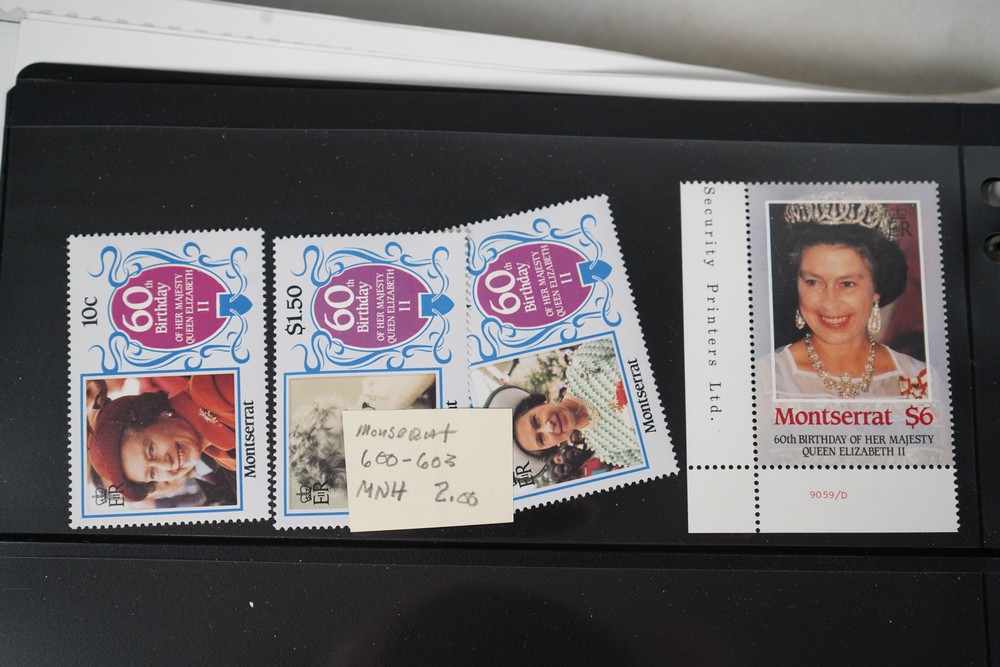 10c
60th
Birthday
OF HER MAJESTY
QUEEN ELIZABETH
II
Montserrat
EIIR
$1.50
60th
Birthday
OF HER MAJESTY
QUEEN ELIZABETH
II
EIIR
60th
Birthday
OF HER MAJESTY
QUEEN ELIZABETH
II
Montserrat
EIIR
Monserrat
600-603
MNH 2.00
Security Printers Ltd.
EIIR
Montserrat $6
60th BIRTHDAY OF HER MAJESTY
QUEEN ELIZABETH II
9059/D